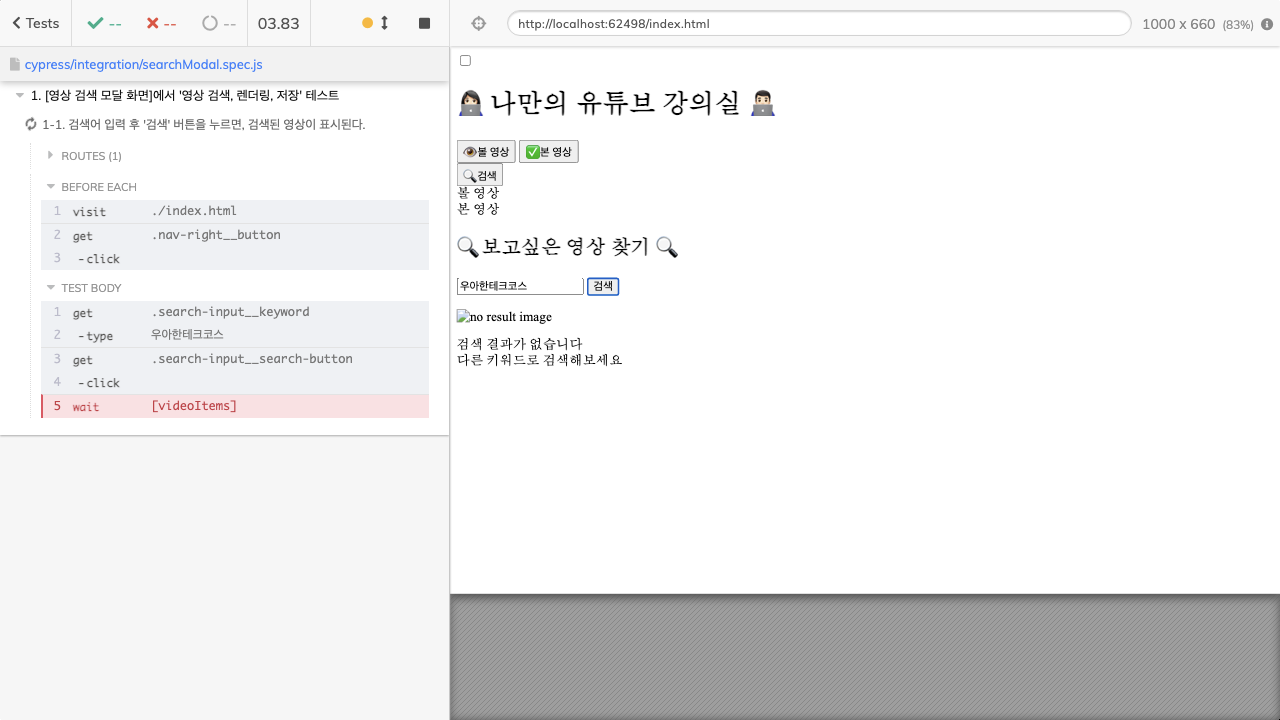 Tests
--
--
--
03.83
cypress/integration/searchModal.spec.js
1. [영상 검색 모달 화면]에서 '영상 검색, 렌더링, 저장' 테스트
1-1. 검색어 입력 후 '검색' 버튼을 누르면, 검색된 영상이 표시된다.
ROUTES (1)
BEFORE EACH
1 visit ./index.html
2 get .nav-right__button
3 -click
TEST BODY
1 get .search-input__keyword
2 -type 우아한테크코스
3 get .search-input__search-button
4 -click
5 wait [videoItems]
http://localhost:62498/index.html
1000 x 660 (83%)
👩🏻‍💻 나만의 유튜브 강의실 👨🏻‍💻
👁️볼 영상 ✅본 영상
🔍검색
볼 영상
본 영상
🔍보고싶은 영상 찾기 🔍
우아한테크코스 검색
no result image
검색 결과가 없습니다
다른 키워드로 검색해보세요